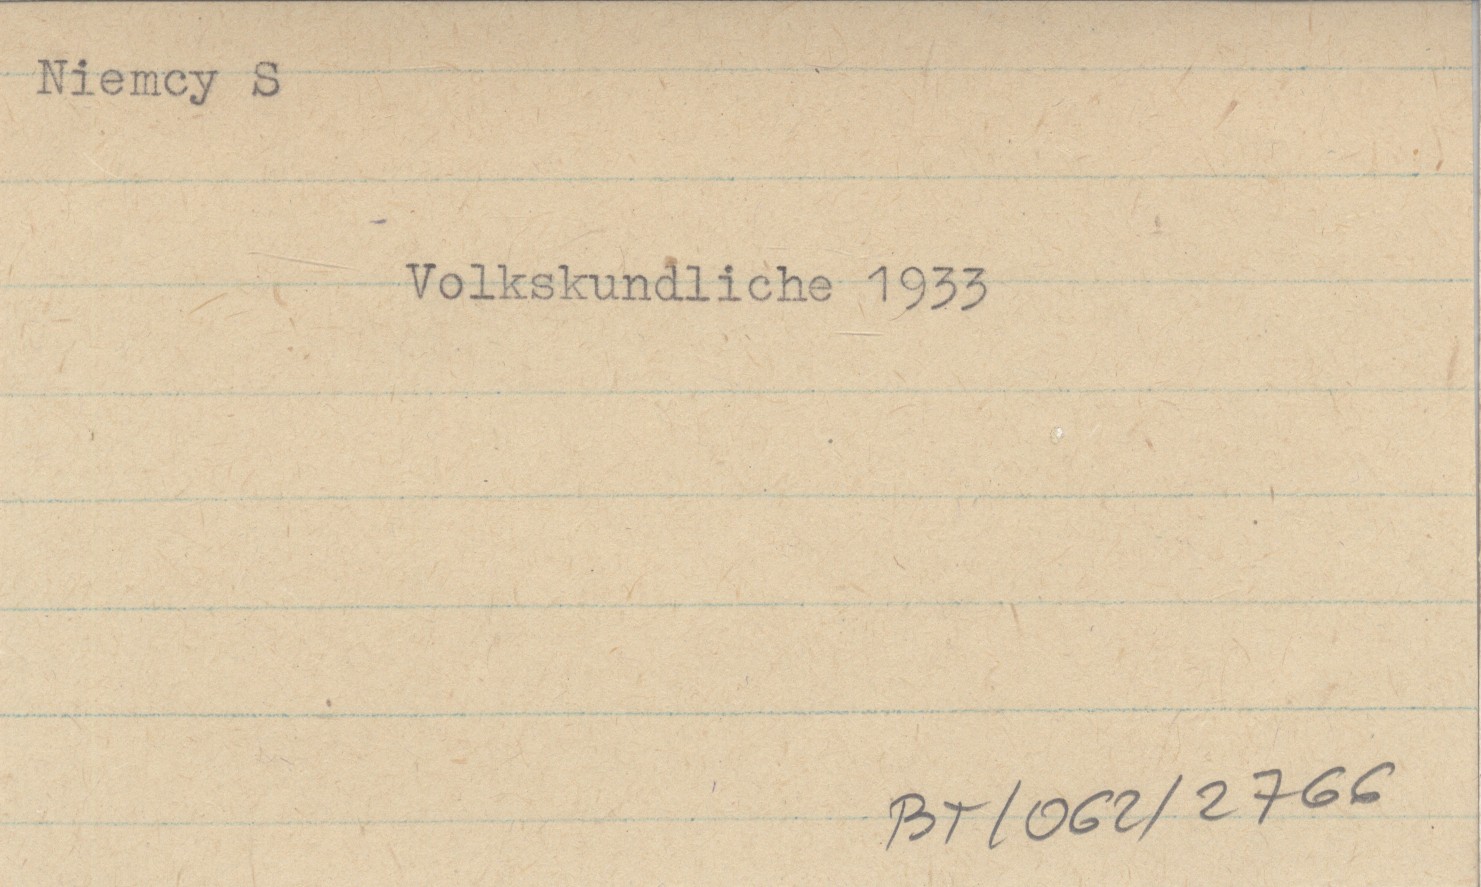 Niemcy S
Volkskundliche 1933
BT/062/2766